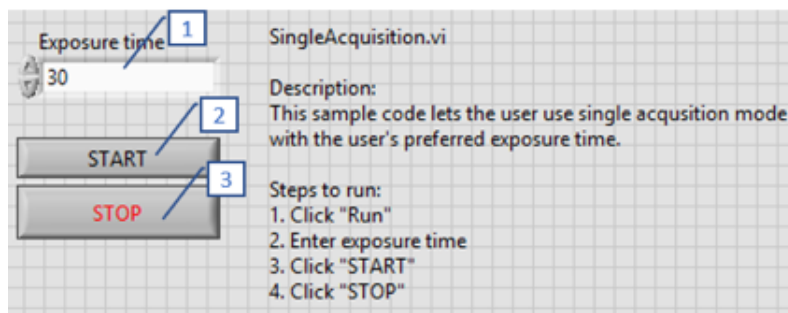 Exposure time
1
30
2
START
3
STOP
SingleAcquisition.vi
Description:
This sample code lets the user use single acqusition mode
with the user's preferred exposure time.
Steps to run:
1. Click "Run"
2. Enter exposure time
3. Click "START"
4. Click "STOP"